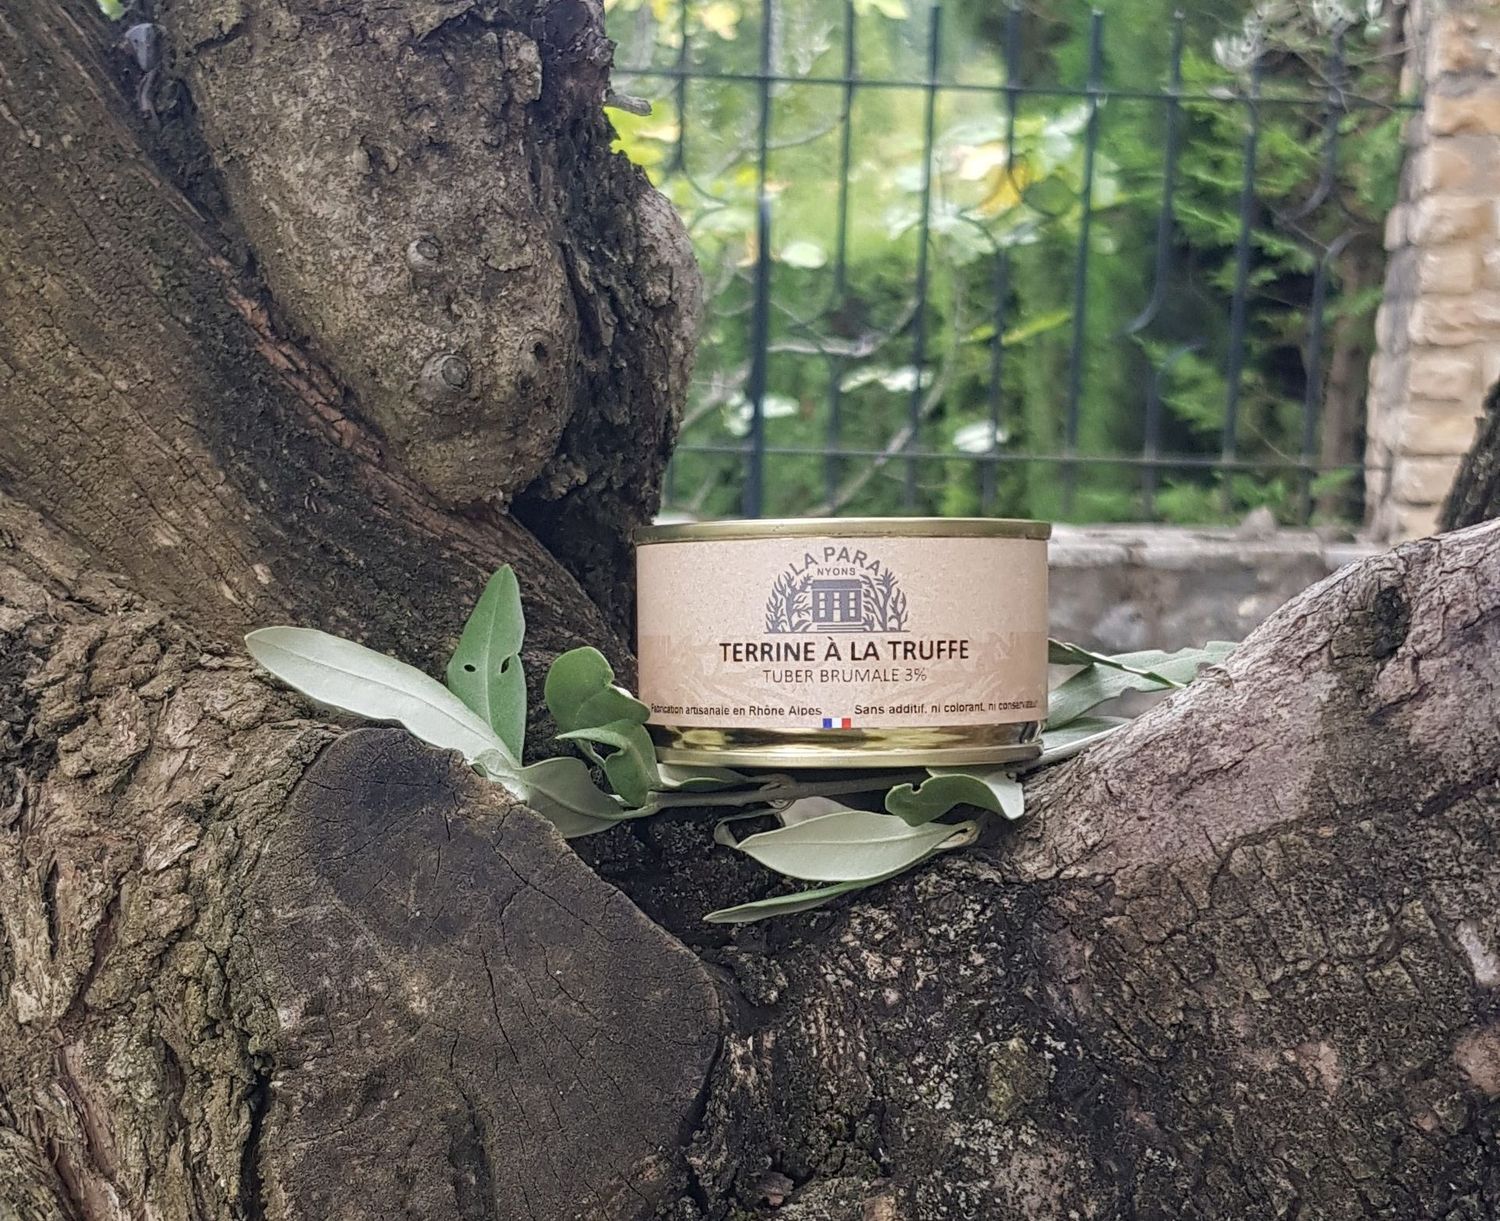 LA PARA
NYONS
TERRINE À LA TRUFFE
TUBER BRUMALE 3%
Fabrication artisanale en Rhône Alpes Sans additif, ni colorant, ni conservateur